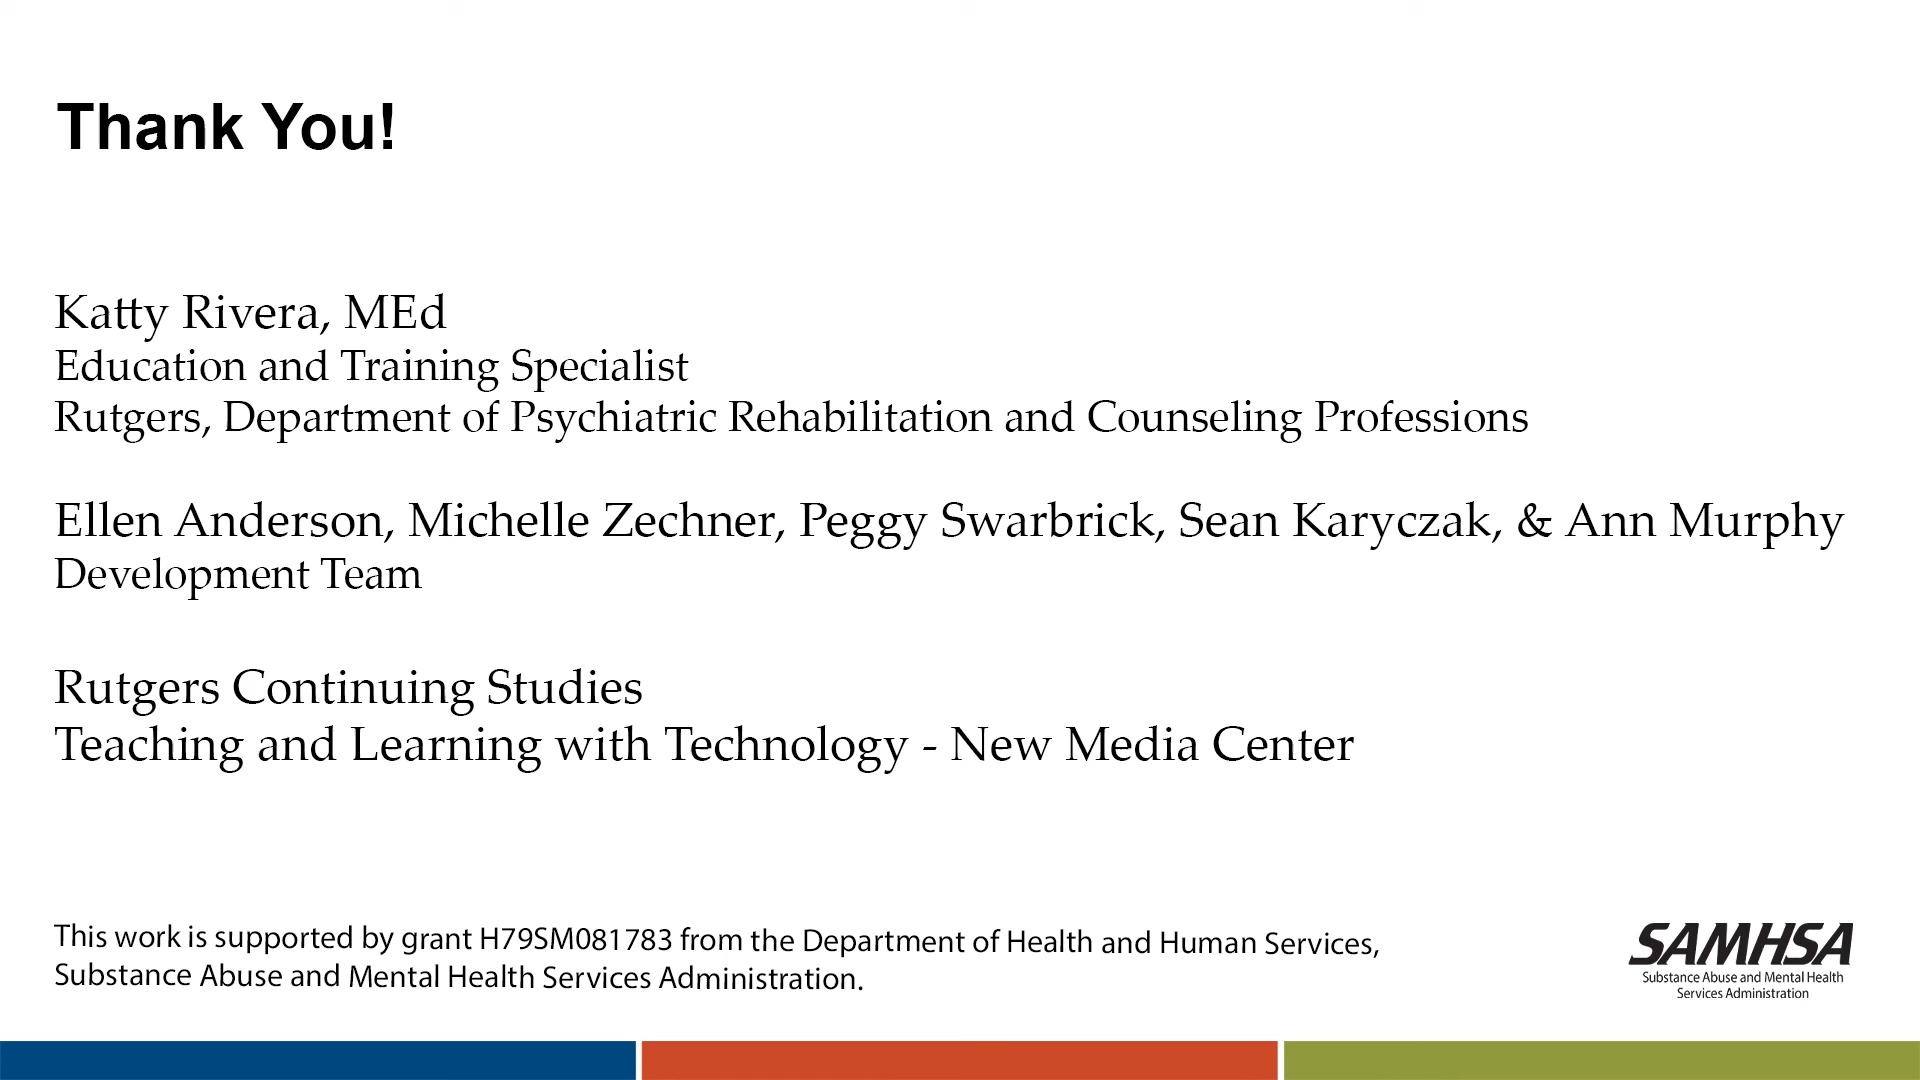 Thank You!
Katty Rivera, MEd
Education and Training Specialist
Rutgers, Department of Psychiatric Rehabilitation and Counseling Professions
Ellen Anderson, Michelle Zechner, Peggy Swarbrick, Sean Karyczak, & Ann Murphy
Development Team
Rutgers Continuing Studies
Teaching and Learning with Technology - New Media Center
This work is supported by grant H79SM081783 from the Department of Health and Human Services,
Substance Abuse and Mental Health Services Administration.
SAMHSA
Substance Abuse and Mental Health
Services Administration